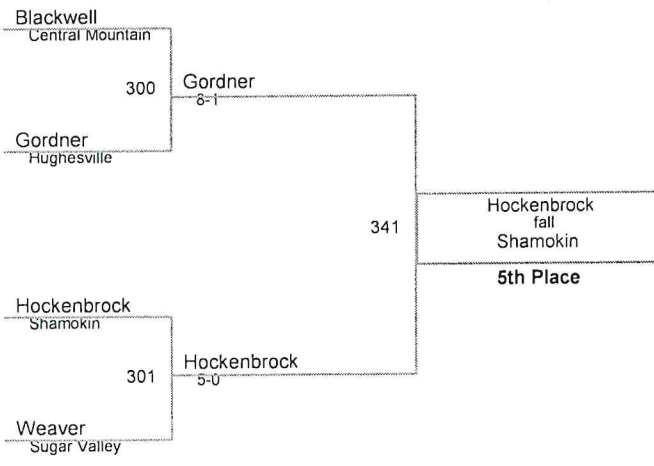 Blackwell
Central Mountain
300
Gordner
8-1
Gordner
Hughesville
341
Hockenbrock
fall
Shamokin
5th Place
Hockenbrock
Shamokin
301
Hockenbrock
5-0
Weaver
Sugar Valley